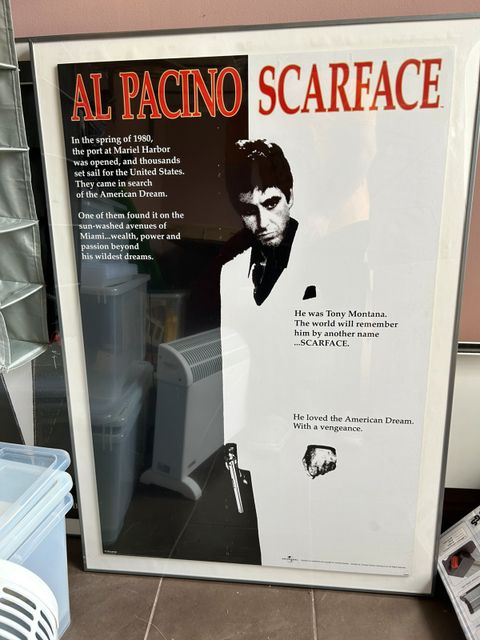 AL PACINO SCARFACE
In the spring of 1980,
the port at Mariel Harbor
was opened, and thousands
set sail for the United States.
They came in search
of the American Dream.
One of them found it on the
sun-washed avenues of
Miami...wealth, power and
passion beyond
his wildest dreams.
He was Tony Montana.
The world will remember
him by another name
...SCARFACE.
He loved the American Dream.
With a vengeance.
UNIVERSAL